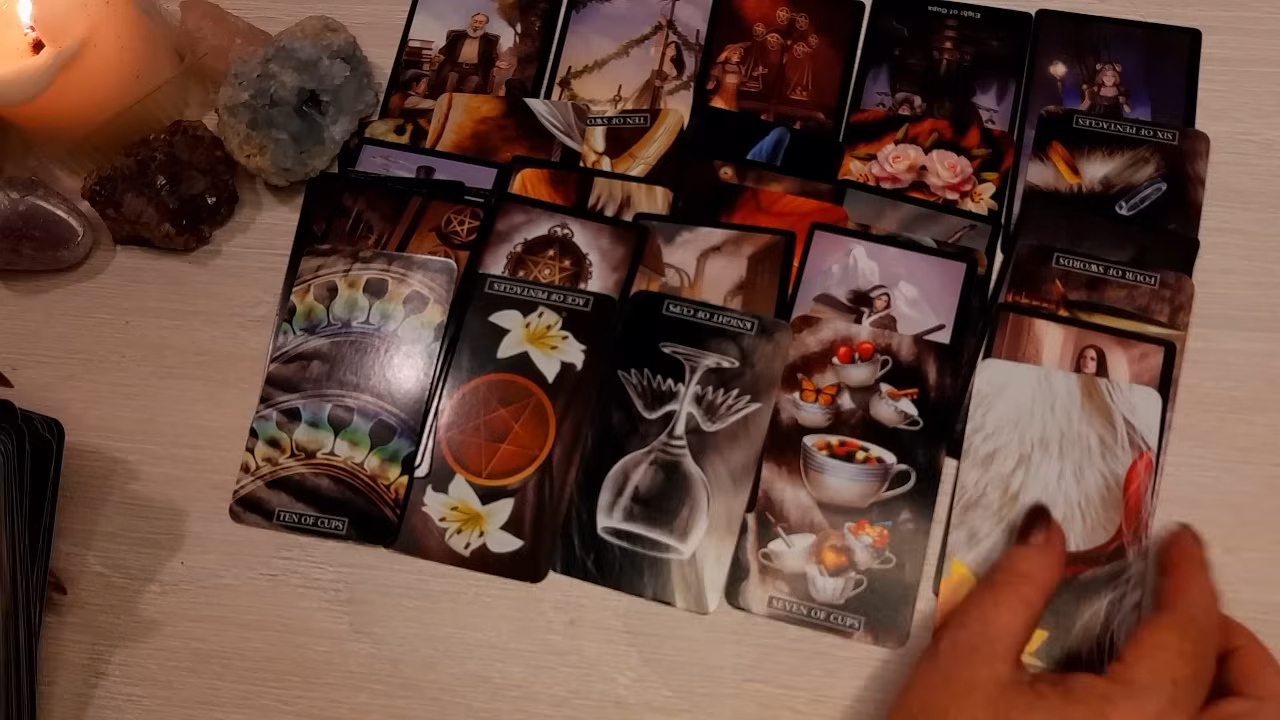 Eight of Cups
TEN OF SWO
SIX OF PENTACLES
FOUR OF SWORDS
ACE OF PENTACLES
KNIGHT OF CUPS
TEN OF CUPS
SEVEN OF CUPS